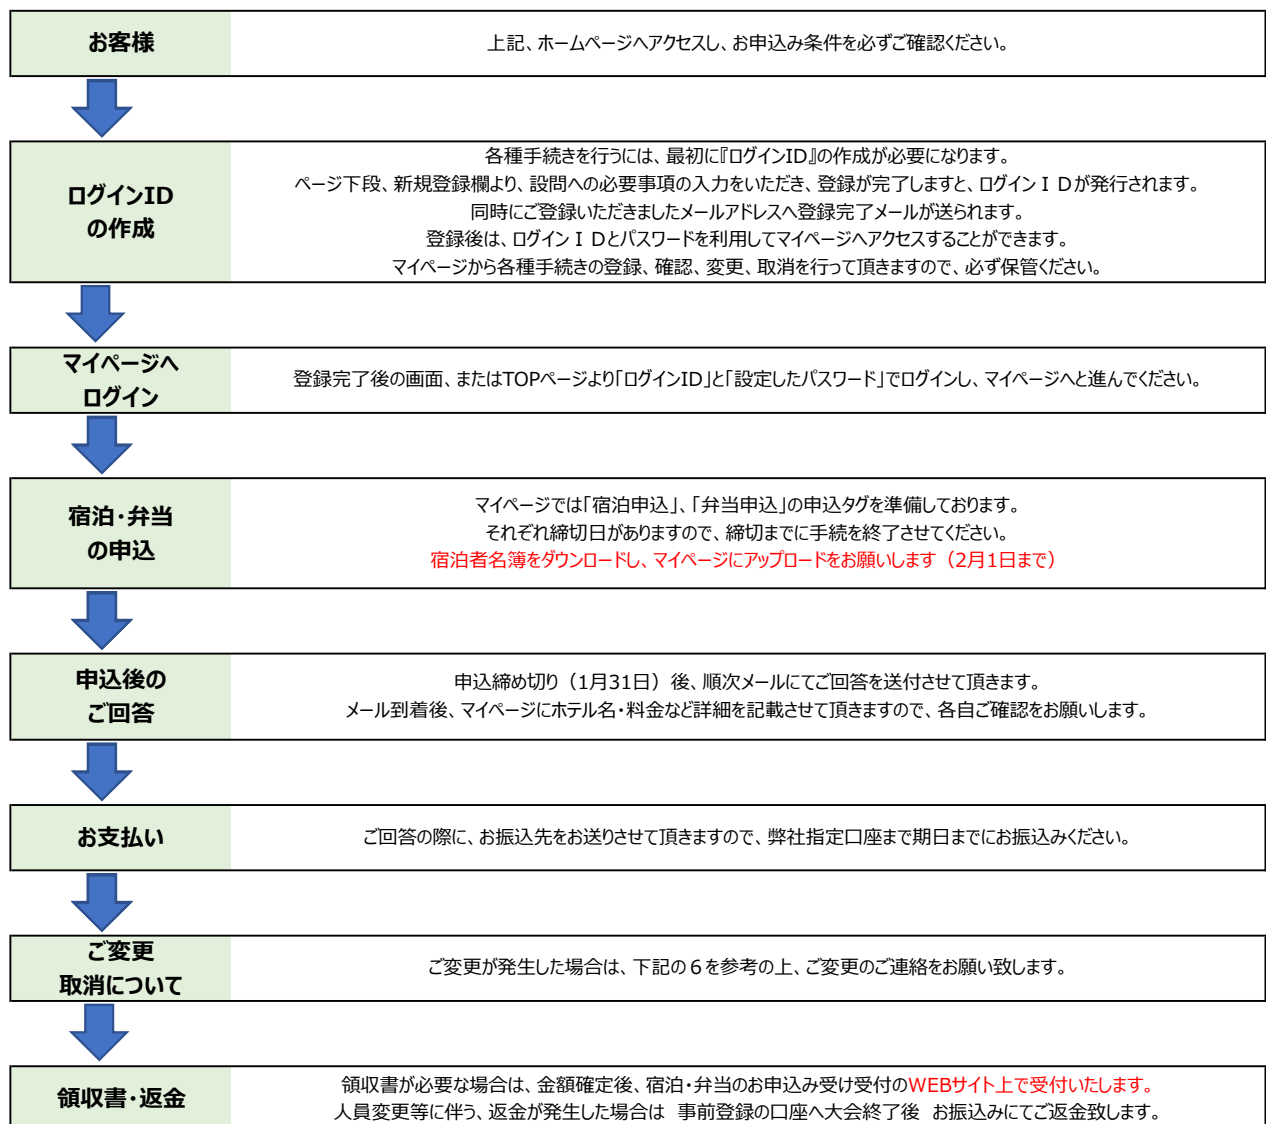 お客様
上記、ホームページへアクセスし、お申込み条件を必ずご確認ください。
ログインID
の作成
各種手続きを行うには、最初に『ログインID』の作成が必要になります。
ページ下段、新規登録欄より、設問への必要事項の入力をいただき、登録が完了しますと、ログインＩＤが発行されます。
同時にご登録いただきましたメールアドレスへ登録完了メールが送られます。
登録後は、ログインＩＤとパスワードを利用してマイページへアクセスすることができます。
マイページから各種手続きの登録、確認、変更、取消を行って頂きますので、必ず保管ください。
マイページへ
ログイン
登録完了後の画面、またはTOPページより「ログインID」と「設定したパスワード」でログインし、マイページへと進んでください。
宿泊・弁当
の申込
マイページでは「宿泊申込」、「弁当申込」の申込タグを準備しております。
それぞれ締切日がありますので、締切までに手続を終了させてください。
宿泊者名簿をダウンロードし、マイページにアップロードをお願いします（2月1日まで）
申込後の
ご回答
申込締め切り（1月31日）後、順次メールにてご回答を送付させて頂きます。
メール到着後、マイページにホテル名・料金など詳細を記載させて頂きますので、各自ご確認をお願いします。
お支払い
ご回答の際に、お振込先をお送りさせて頂きますので、弊社指定口座まで期日までにお振込みください。
ご変更
取消について
ご変更が発生した場合は、下記の６を参考の上、ご変更のご連絡をお願い致します。
領収書・返金
領収書が必要な場合は、金額確定後、宿泊・弁当のお申込み受け受付のWEBサイト上で受付いたします。
人員変更等に伴う、返金が発生した場合は　事前登録の口座へ大会終了後　お振込みにてご返金致します。